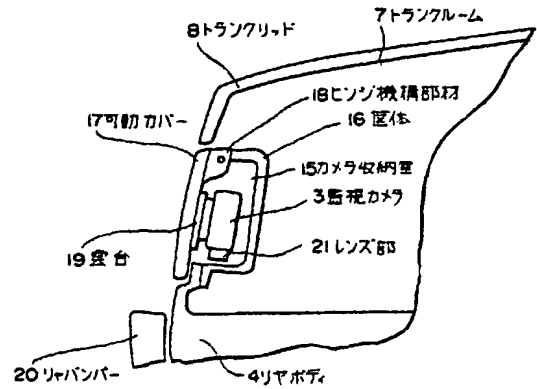 7トランクルーム
8トランクリッド
18ヒンジ機構部材
17可動カバー
16筐体
15カメラ収納室
3監視カメラ
21レンズ部
19窓台
20リヤバンパー
4リヤボディ